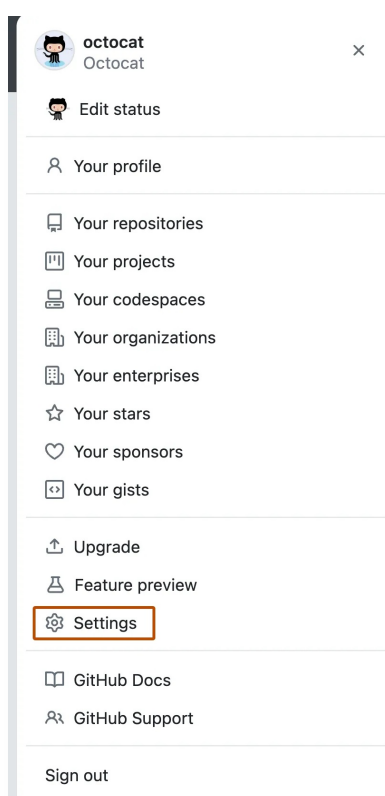 octocat
Octocat
Edit status
Your profile
Your repositories
Your projects
Your codespaces
Your organizations
Your enterprises
Your stars
Your sponsors
Your gists
Upgrade
Feature preview
Settings
GitHub Docs
GitHub Support
Sign out